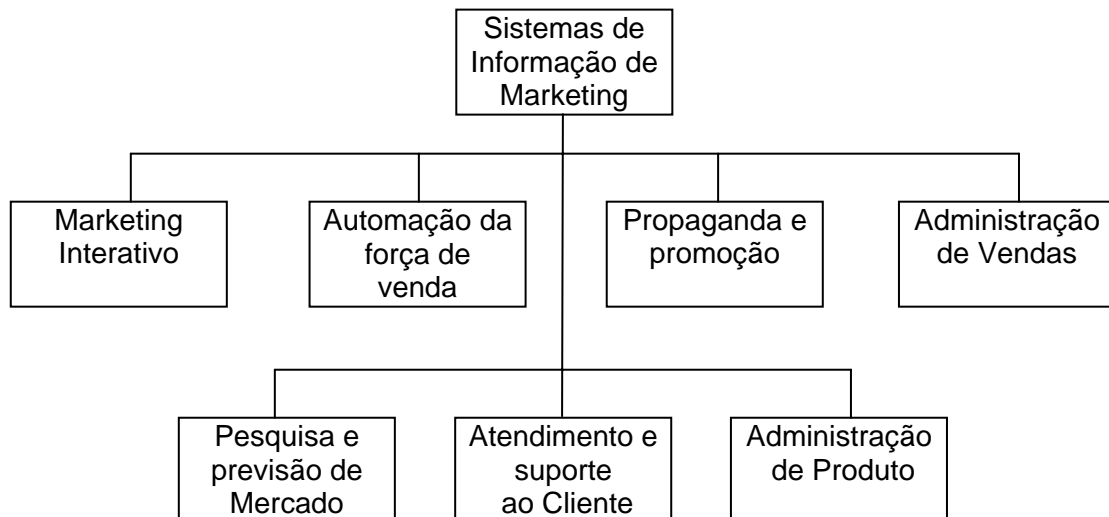 Sistemas de
Informação de
Marketing
Marketing
Interativo
Automação da
força de
venda
Propaganda e
promoção
Administração
de Vendas
Pesquisa e
previsão de
Mercado
Atendimento e
suporte
ao Cliente
Administração
de Produto